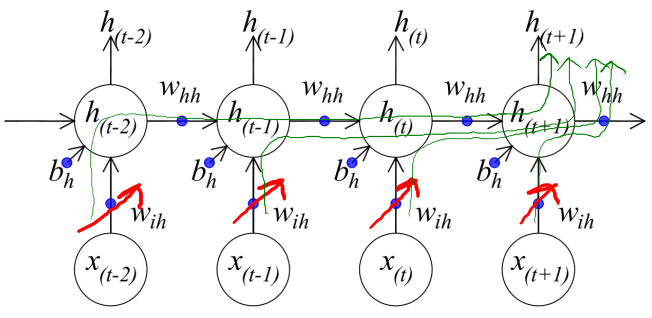 h(t-2) h(t-1) h(t) h(t+1)
whh whh whh whh
h(t-2) h(t-1) h(t) h(t+1)
bh bh bh bh
wih wih wih wih
x(t-2) x(t-1) x(t) x(t+1)